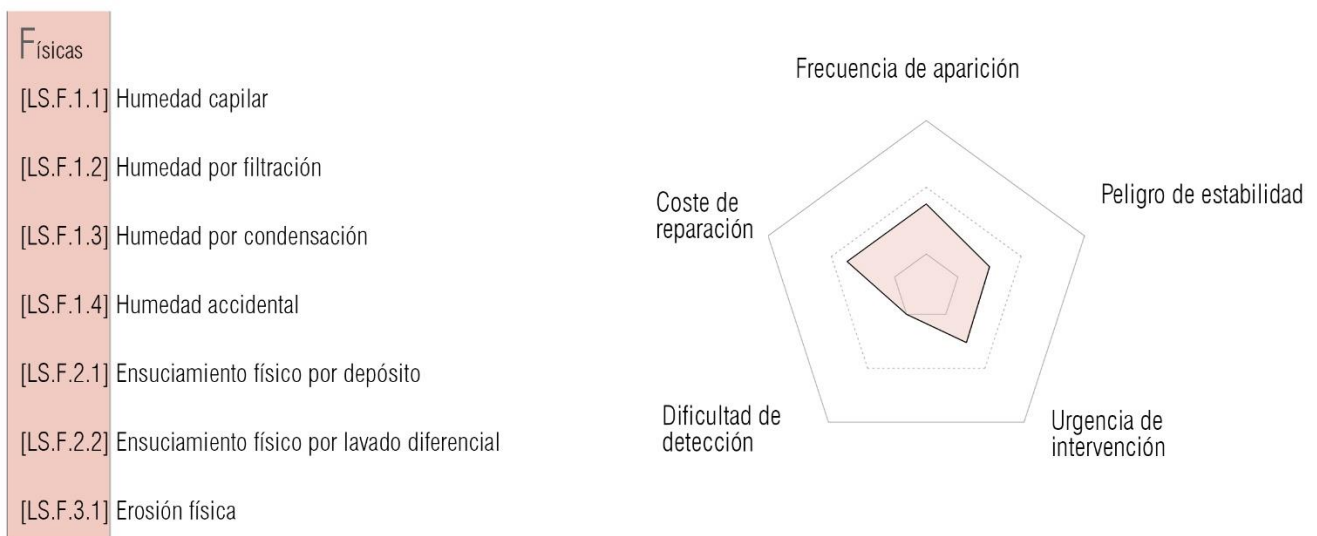 Físicas
[LS.F.1.1] Humedad capilar
[LS.F.1.2] Humedad por filtración
[LS.F.1.3] Humedad por condensación
[LS.F.1.4] Humedad accidental
[LS.F.2.1] Ensuciamiento físico por depósito
[LS.F.2.2] Ensuciamiento físico por lavado diferencial
[LS.F.3.1] Erosión física
Frecuencia de aparición
Peligro de estabilidad
Coste de
reparación
Dificultad de
detección
Urgencia de
intervención